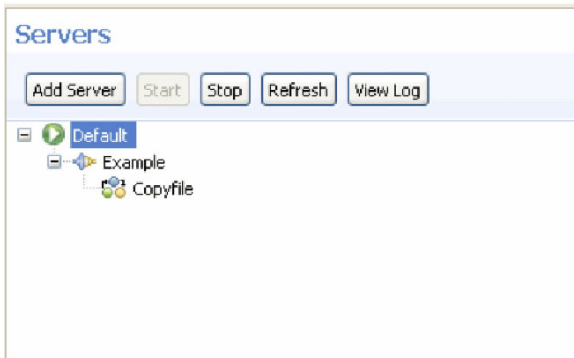 Servers
Add Server Start Stop Refresh View Log
Default
Example
Copyfile